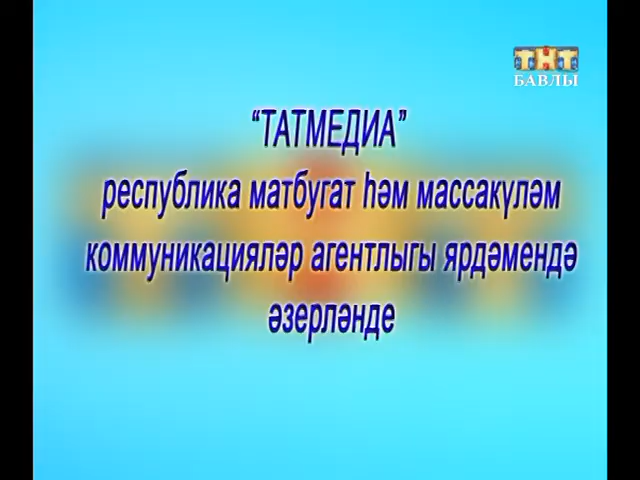 ТНТ
БАВЛЫ
“ТАТМЕДИА”
республика матбугат һәм массакүләм
коммуникацияләр агентлыгы ярдәмендә
әзерләнде